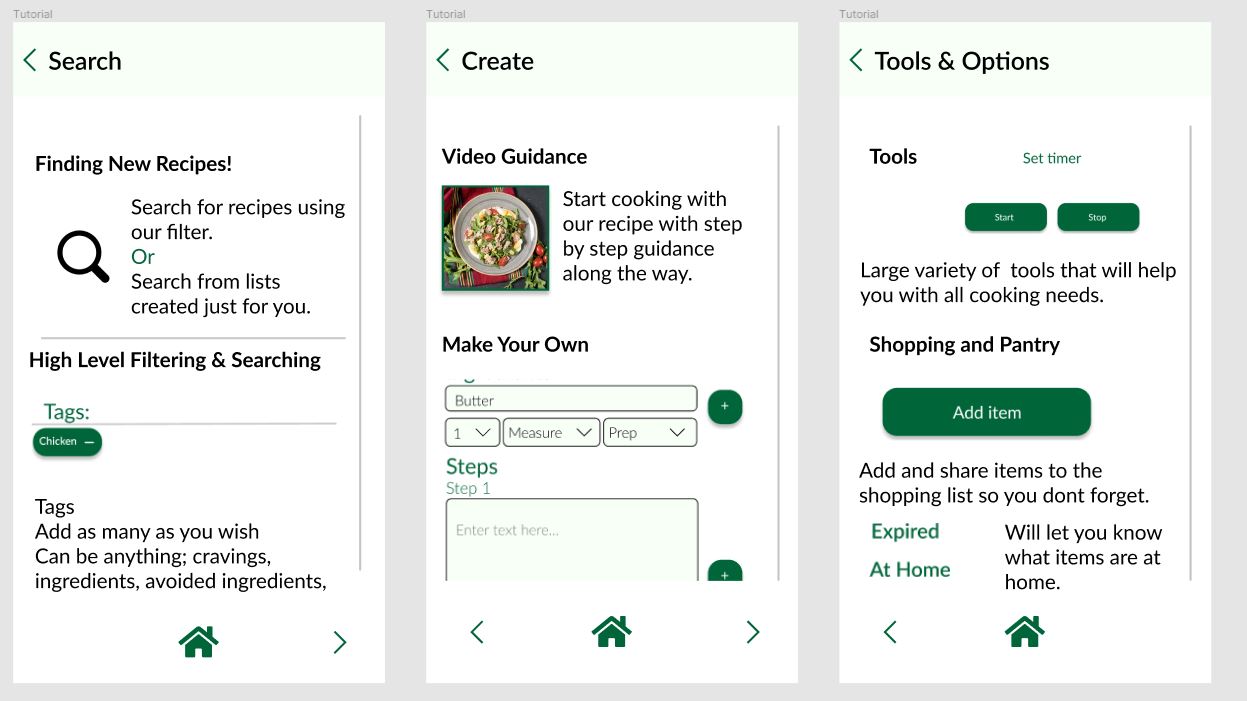 Tutorial
Search
Finding New Recipes!
Search for recipes using
our filter.
Or
Search from lists
created just for you.
High Level Filtering & Searching
Tags:
Chicken
Tags
Add as many as you wish
Can be anything; cravings,
ingredients, avoided ingredients,
Tutorial
Create
Video Guidance
Start cooking with
our recipe with step
by step guidance
along the way.
Make Your Own
Butter
+
1
Measure
Prep
Steps
Step 1
Enter text here...
+
Tutorial
Tools & Options
Tools
Set timer
Start
Stop
Large variety of  tools that will help
you with all cooking needs.
Shopping and Pantry
Add item
Add and share items to the
shopping list so you dont forget.
Expired
At Home
Will let you know
what items are at
home.